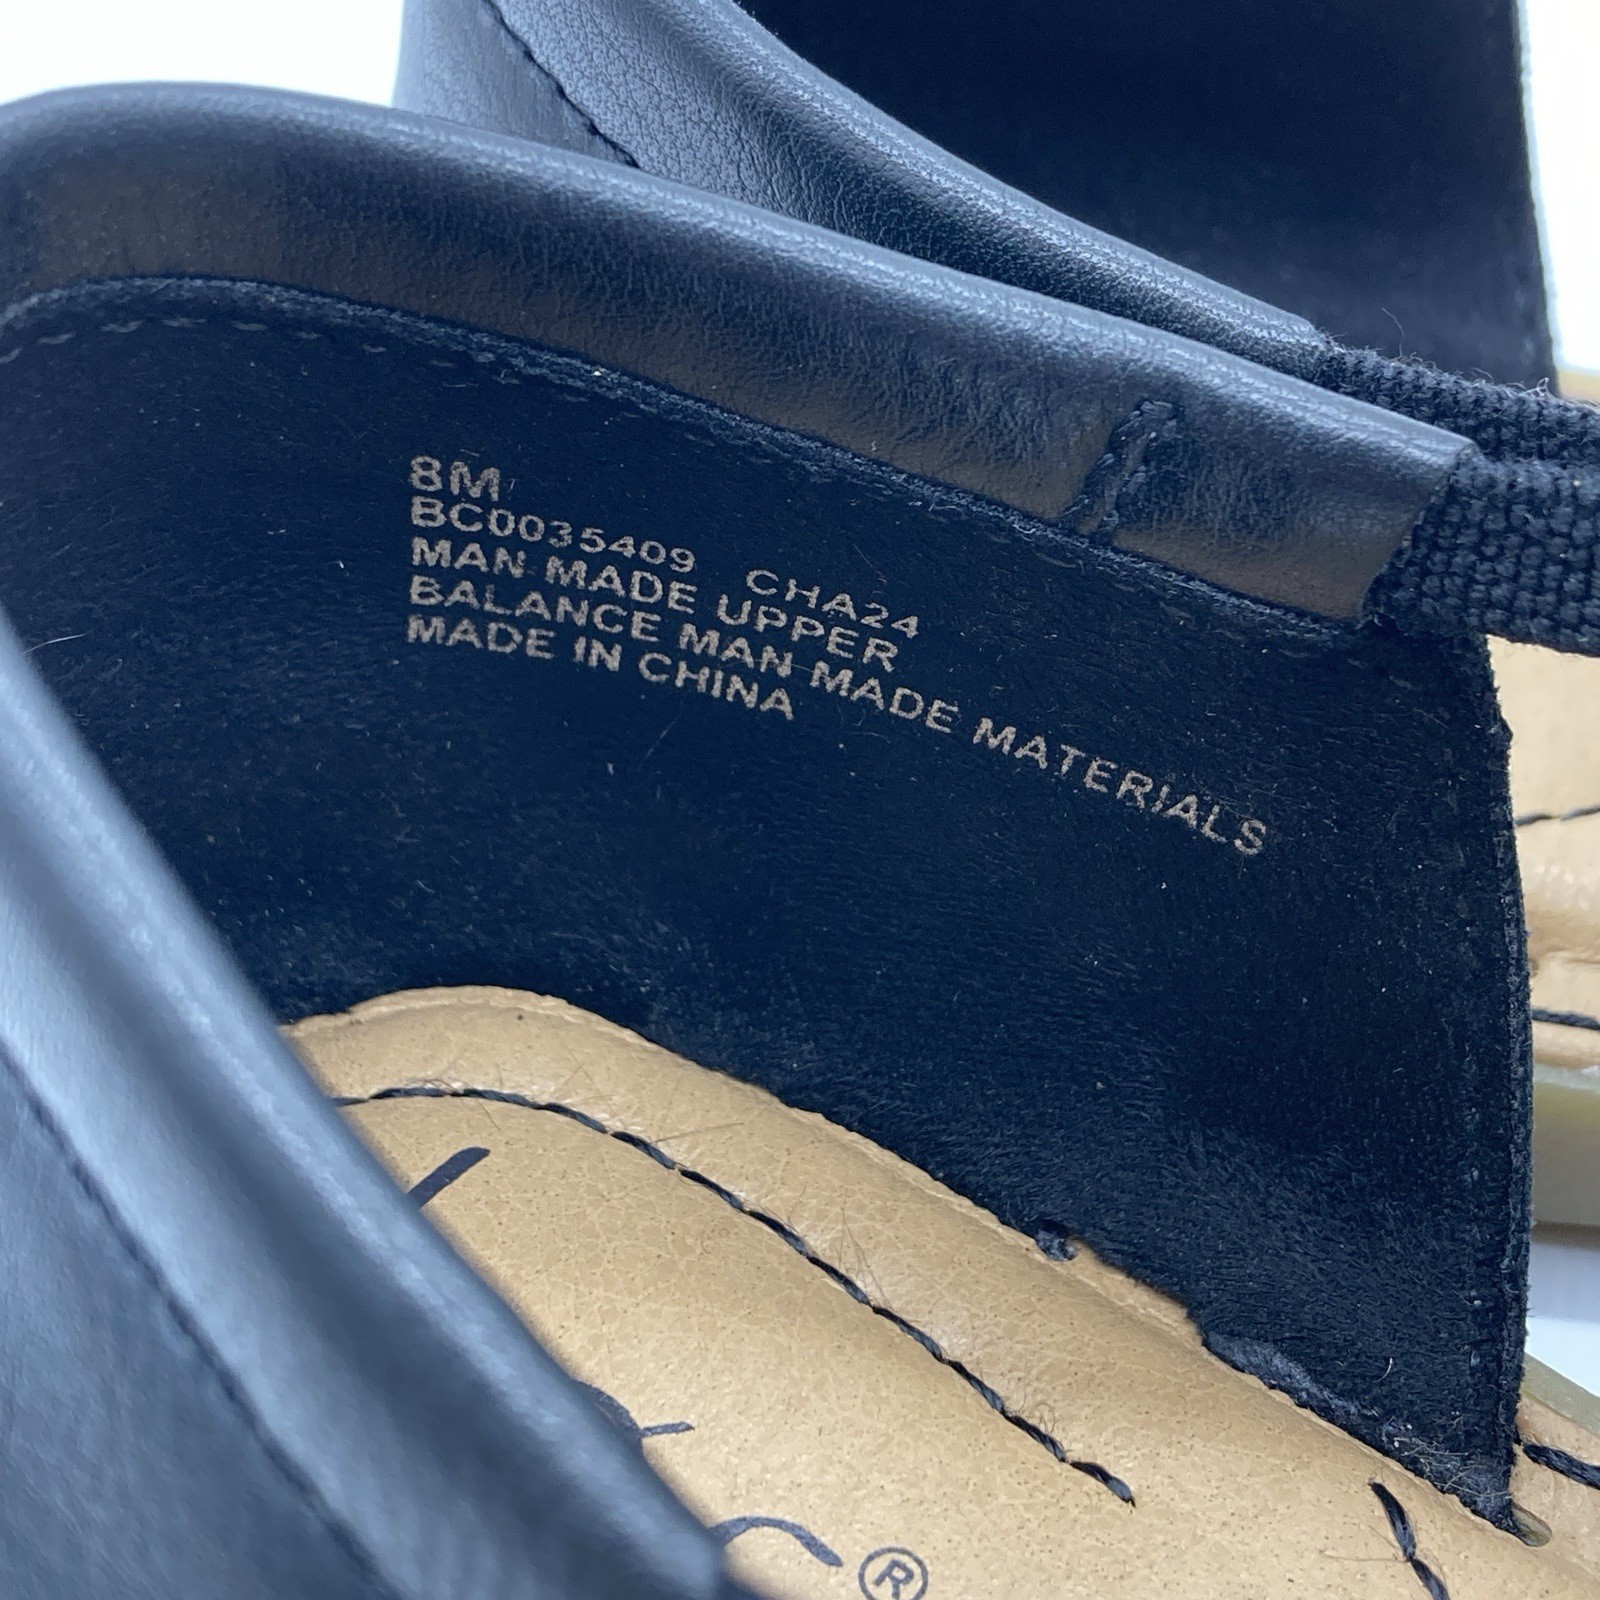 8M
BC0035409 CHA24
MAN-MADE UPPER
BALANCE MAN-MADE MATERIALS
MADE IN CHINA
®